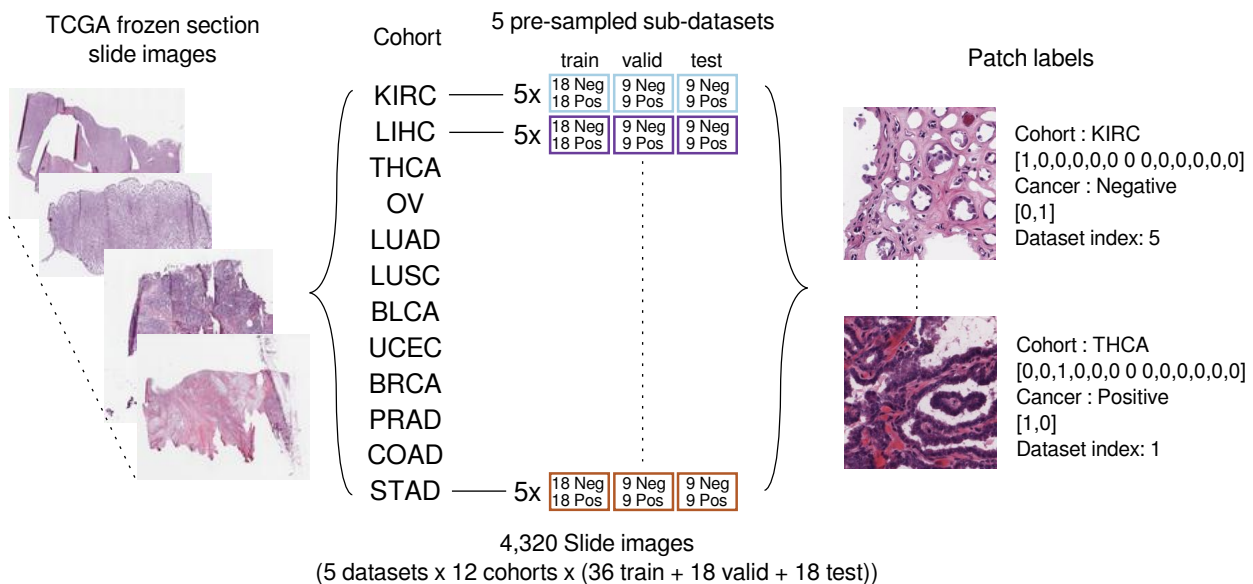 TCGA frozen section
slide images
Cohort
5 pre-sampled sub-datasets
train valid test
KIRC 5x 18 Neg 9 Neg 9 Neg
18 Pos 9 Pos 9 Pos
LIHC 5x 18 Neg 9 Neg 9 Neg
18 Pos 9 Pos 9 Pos
THCA
OV
LUAD
LUSC
BLCA
UCEC
BRCA
PRAD
COAD
STAD 5x 18 Neg 9 Neg 9 Neg
18 Pos 9 Pos 9 Pos
4,320 Slide images
(5 datasets x 12 cohorts x (36 train + 18 valid + 18 test))
Patch labels
Cohort : KIRC
[1,0,0,0,0,0 0 0,0,0,0,0,0]
Cancer : Negative
[0,1]
Dataset index: 5
Cohort : THCA
[0,0,1,0,0,0 0 0,0,0,0,0,0]
Cancer : Positive
[1,0]
Dataset index: 1